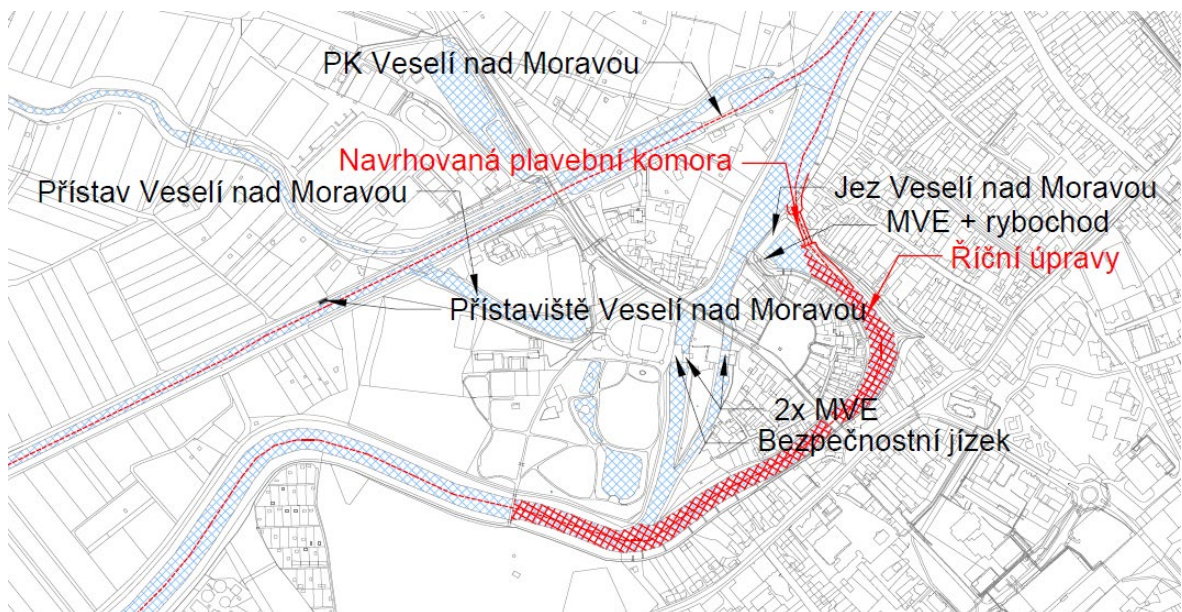 PK Veselí nad Moravou
Navrhovaná plavební komora
Přístav Veselí nad Moravou
Jez Veselí nad Moravou
MVE + rybochod
Říční úpravy
Přístaviště Veselí nad Moravou
2x MVE
Bezpečnostní jízek